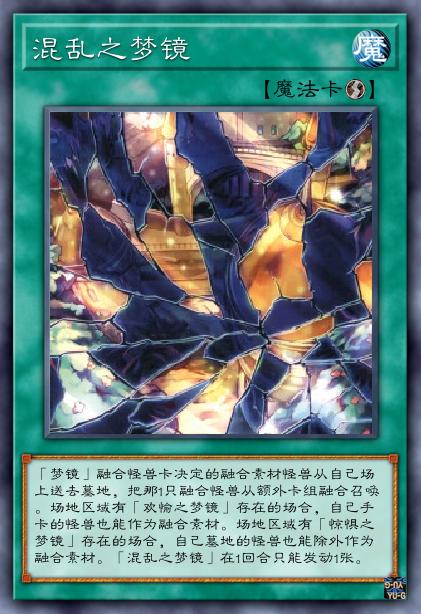 混乱之梦镜
魔
【魔法卡】
「梦镜」融合怪兽卡决定的融合素材怪兽从自己场
上送去墓地，把那1只融合怪兽从额外卡组融合召唤
。场地区域有「欢愉之梦镜」存在的场合，自己手
卡的怪兽也能作为融合素材。场地区域有「惊惧之
梦镜」存在的场合，自己墓地的怪兽也能除外作为
融合素材。「混乱之梦镜」在1回合只能发动1张。
YU-G